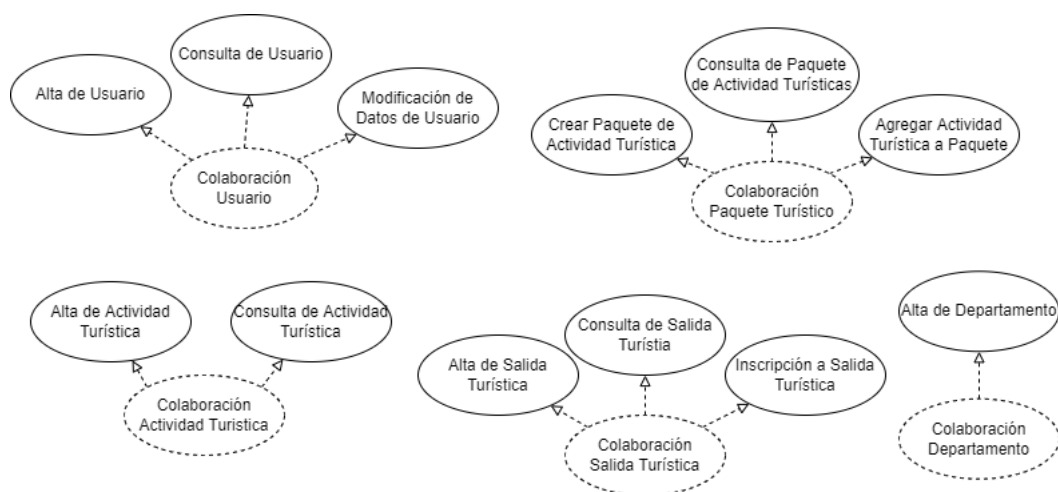 Consulta de Usuario
Alta de Usuario
Modificación de
Datos de Usuario
Colaboración
Usuario
Consulta de Paquete
de Actividad Turísticas
Crear Paquete de
Actividad Turística
Agregar Actividad
Turística a Paquete
Colaboración
Paquete Turístico
Alta de Actividad
Turística
Consulta de Actividad
Turística
Colaboración
Actividad Turistica
Consulta de Salida
Turístia
Alta de Salida
Turística
Inscripción a Salida
Turística
Colaboración
Salida Turística
Alta de Departamento
Colaboración
Departamento